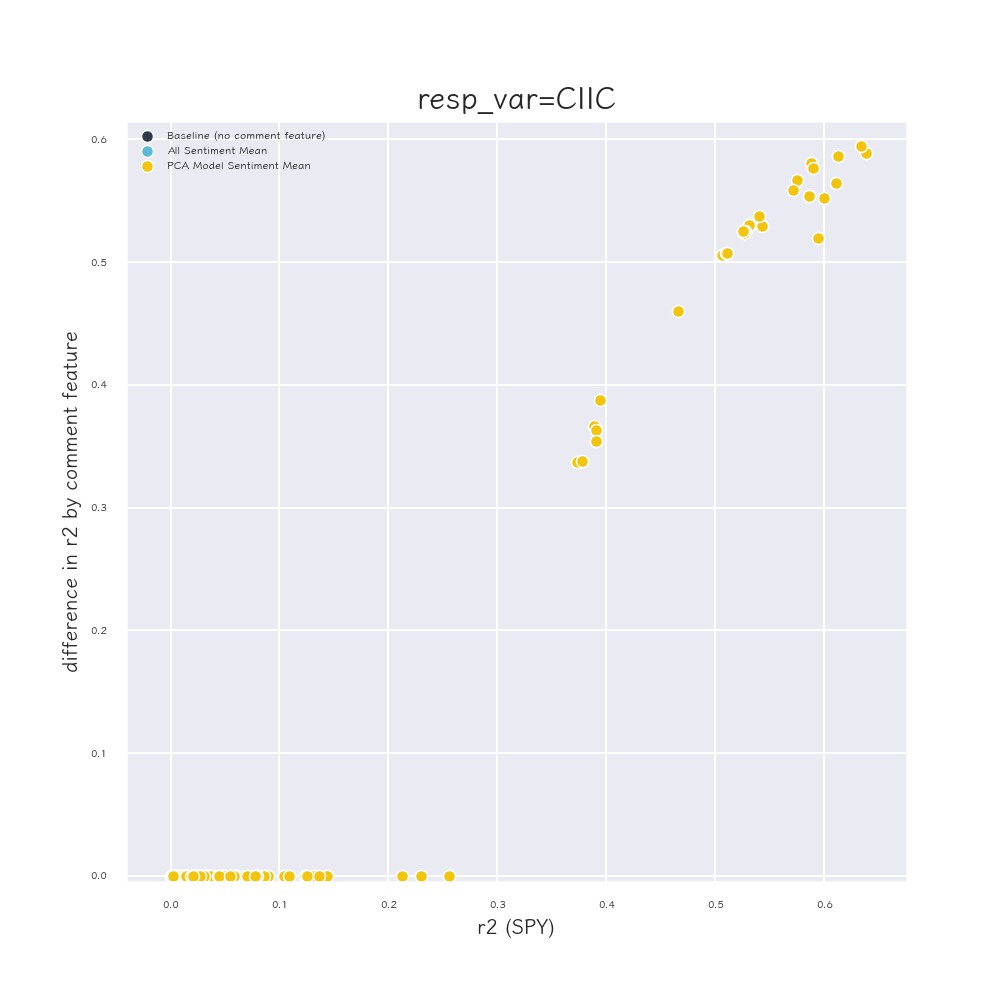 resp_var=CIIC
Baseline (no comment feature)
All Sentiment Mean
PCA Model Sentiment Mean
0.6
0.5
0.4
0.3
0.2
0.1
0.0
difference in r2 by comment feature
0.0 0.1 0.2 0.3 0.4 0.5 0.6
r2 (SPY)